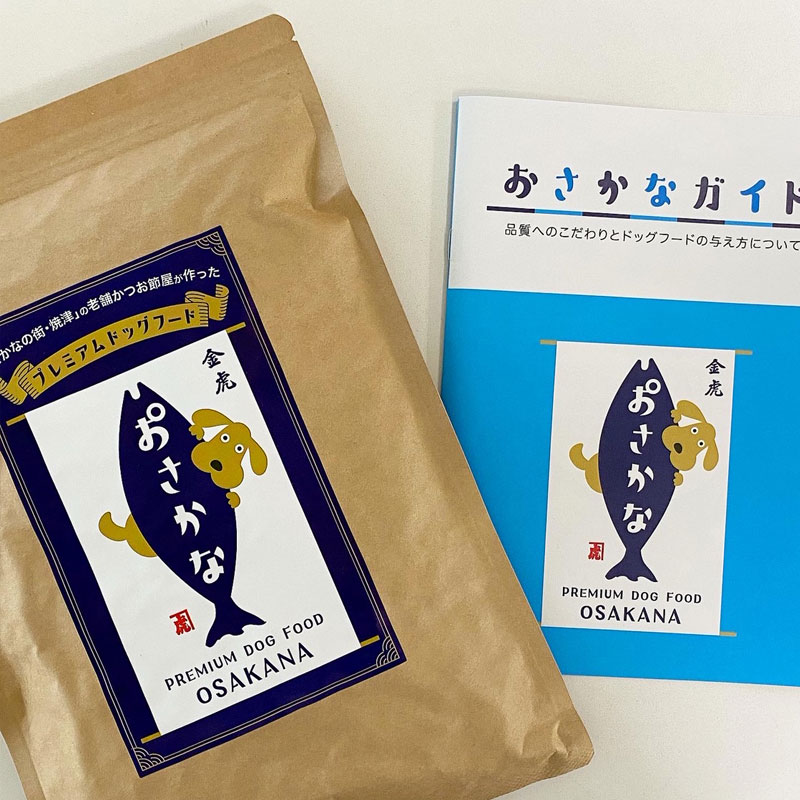 かなの街・焼津」の老舗かつお節屋が作った
プレミアムドッグフード
金虎
おさかな
虎
PREMIUM DOG FOOD
OSAKANA
おさかなガイド
品質へのこだわりとドッグフードの与え方について
金虎
おさかな
虎
PREMIUM DOG FOOD
OSAKANA